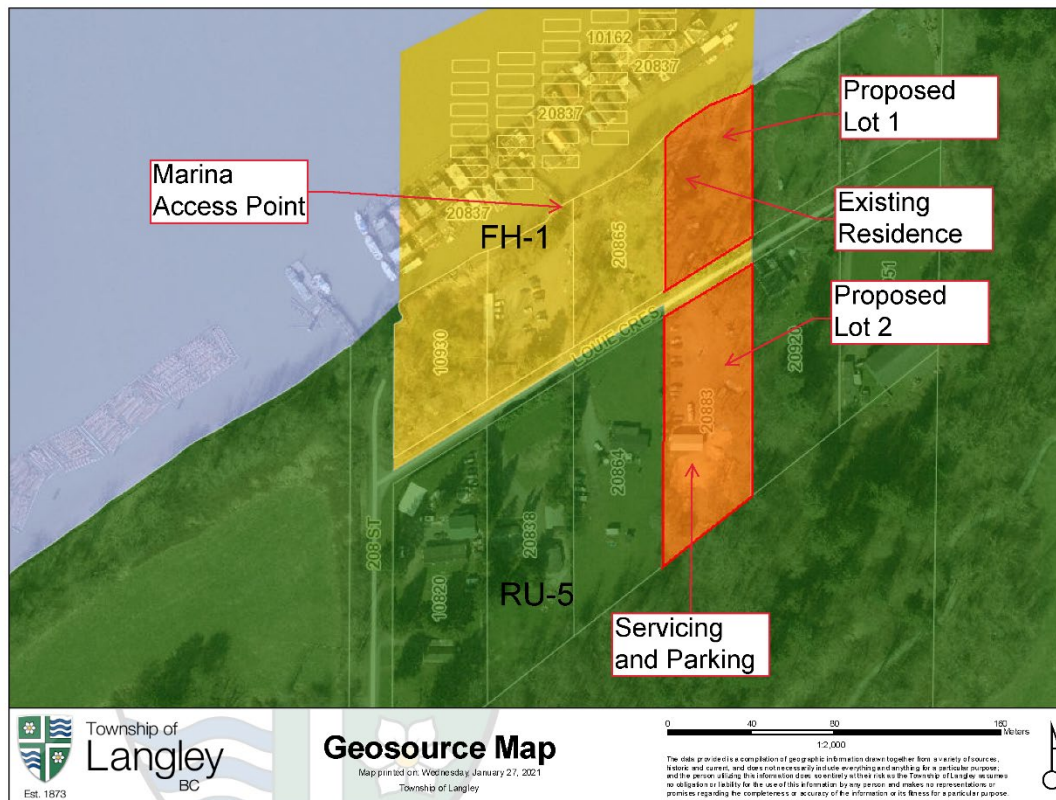 10162
20837
Proposed
Lot 1
20837
Marina
Access Point
20837
FH-1
20865
Existing
Residence
Proposed
Lot 2
10930
LOUIE CRES
20920
20883
20864
208 ST
20838
10820
RU-5
Servicing
and Parking
Township of
Langley
BC
Est. 1873
Geosource Map
Map printed on: Wednesday, January 27, 2021
Township of Langley
0 40 80 160
Meters
1:2,000
The data provided is a compilation of geographic information drawn together from a variety of sources,
historic and current, and does not necessarily include everything and anything for a particular purpose;
and the person utilizing this information does so entirely at their risk as the Township of Langley assumes
no obligation or liability for the use of this information by any person and makes no representations or
promises regarding the completeness or accuracy of the information or its fitness for a particular purpose.